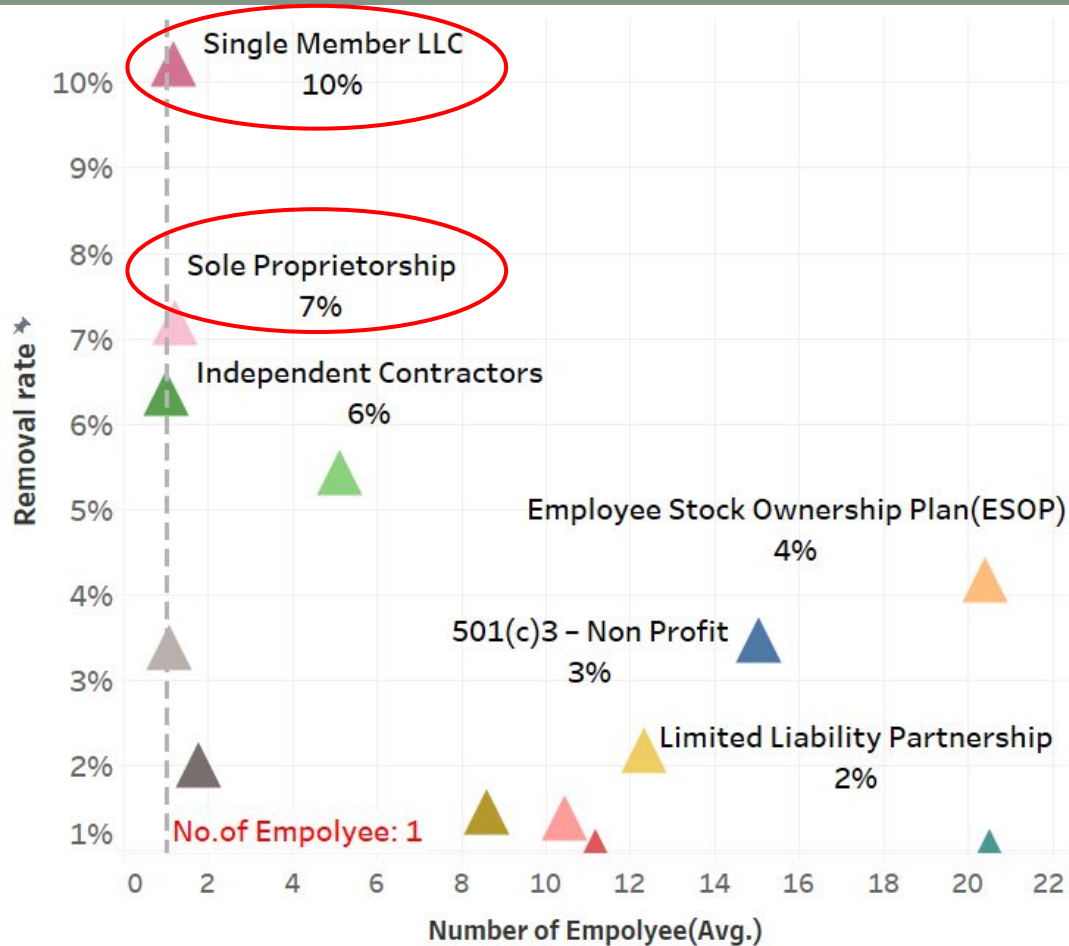 Single Member LLC
10%
Sole Proprietorship
7%
Independent Contractors
6%
Employee Stock Ownership Plan(ESOP)
4%
501(c)3 – Non Profit
3%
Limited Liability Partnership
2%
No.of Empolyee: 1
10%
9%
8%
7%
6%
5%
4%
3%
2%
1%
Removal rate
0 2 4 6 8 10 12 14 16 18 20 22
Number of Empolyee(Avg.)